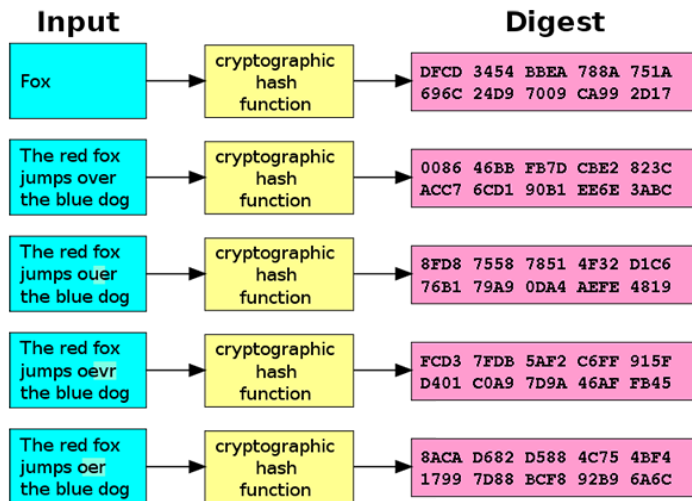 Input
Digest
Fox
cryptographic
hash
function
DFCD 3454 BBEA 788A 751A
696C 24D9 7009 CA99 2D17
The red fox
jumps over
the blue dog
cryptographic
hash
function
0086 46BB FB7D CBE2 823C
ACC7 6CD1 90B1 EE6E 3ABC
The red fox
jumps ouer
the blue dog
cryptographic
hash
function
8FD8 7558 7851 4F32 D1C6
76B1 79A9 0DA4 AEFE 4819
The red fox
jumps oevr
the blue dog
cryptographic
hash
function
FCD3 7FDB 5AF2 C6FF 915F
D401 C0A9 7D9A 46AF FB45
The red fox
jumps oer
the blue dog
cryptographic
hash
function
8ACA D682 D588 4C75 4BF4
1799 7D88 BCF8 92B9 6A6C